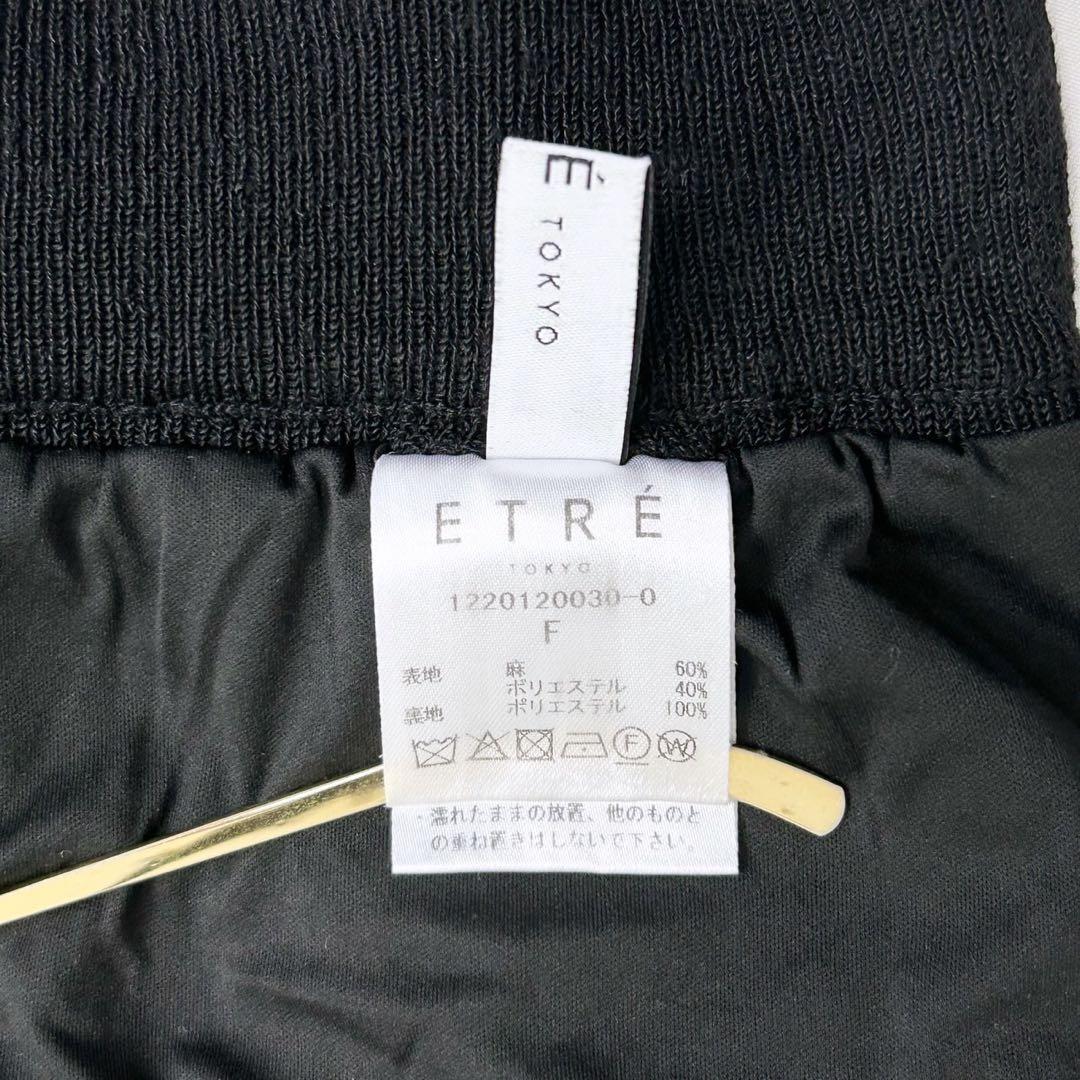 É TOKYO
ETRÉ
TOKYO
1220120030-0
F
表地 麻 60%
ポリエステル 40%
裏地 ポリエステル 100%
F W
・濡れたままの放置、他のものと
の重ね置きはしないで下さい。